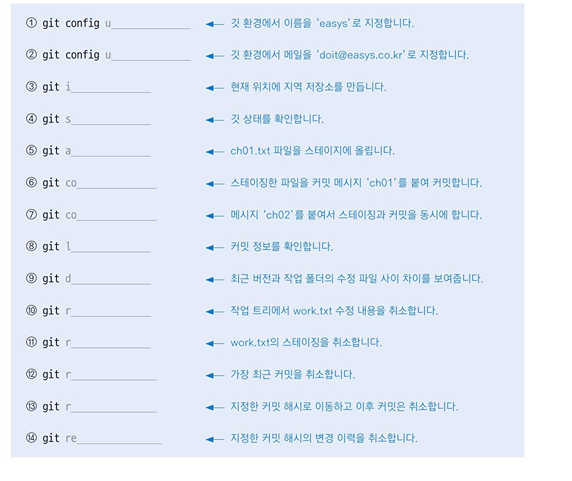 ① git config u______________ ← 깃 환경에서 이름을 ‘easys’로 지정합니다.
② git config u______________ ← 깃 환경에서 메일을 ‘doit@easys.co.kr’로 지정합니다.
③ git i______________ ← 현재 위치에 지역 저장소를 만듭니다.
④ git s______________ ← 깃 상태를 확인합니다.
⑤ git a______________ ← ch01.txt 파일을 스테이지에 올립니다.
⑥ git co______________ ← 스테이징한 파일을 커밋 메시지 ‘ch01’를 붙여 커밋합니다.
⑦ git co______________ ← 메시지 ‘ch02’를 붙여서 스테이징과 커밋을 동시에 합니다.
⑧ git l______________ ← 커밋 정보를 확인합니다.
⑨ git d______________ ← 최근 버전과 작업 폴더의 수정 파일 사이 차이를 보여줍니다.
⑩ git r______________ ← 작업 트리에서 work.txt 수정 내용을 취소합니다.
⑪ git r______________ ← work.txt의 스테이징을 취소합니다.
⑫ git r______________ ← 가장 최근 커밋을 취소합니다.
⑬ git r______________ ← 지정한 커밋 해시로 이동하고 이후 커밋은 취소합니다.
⑭ git re______________ ← 지정한 커밋 해시의 변경 이력을 취소합니다.